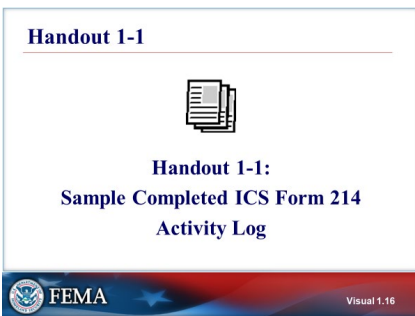 Handout 1-1
Handout 1-1:
Sample Completed ICS Form 214
Activity Log
FEMA
Visual 1.16